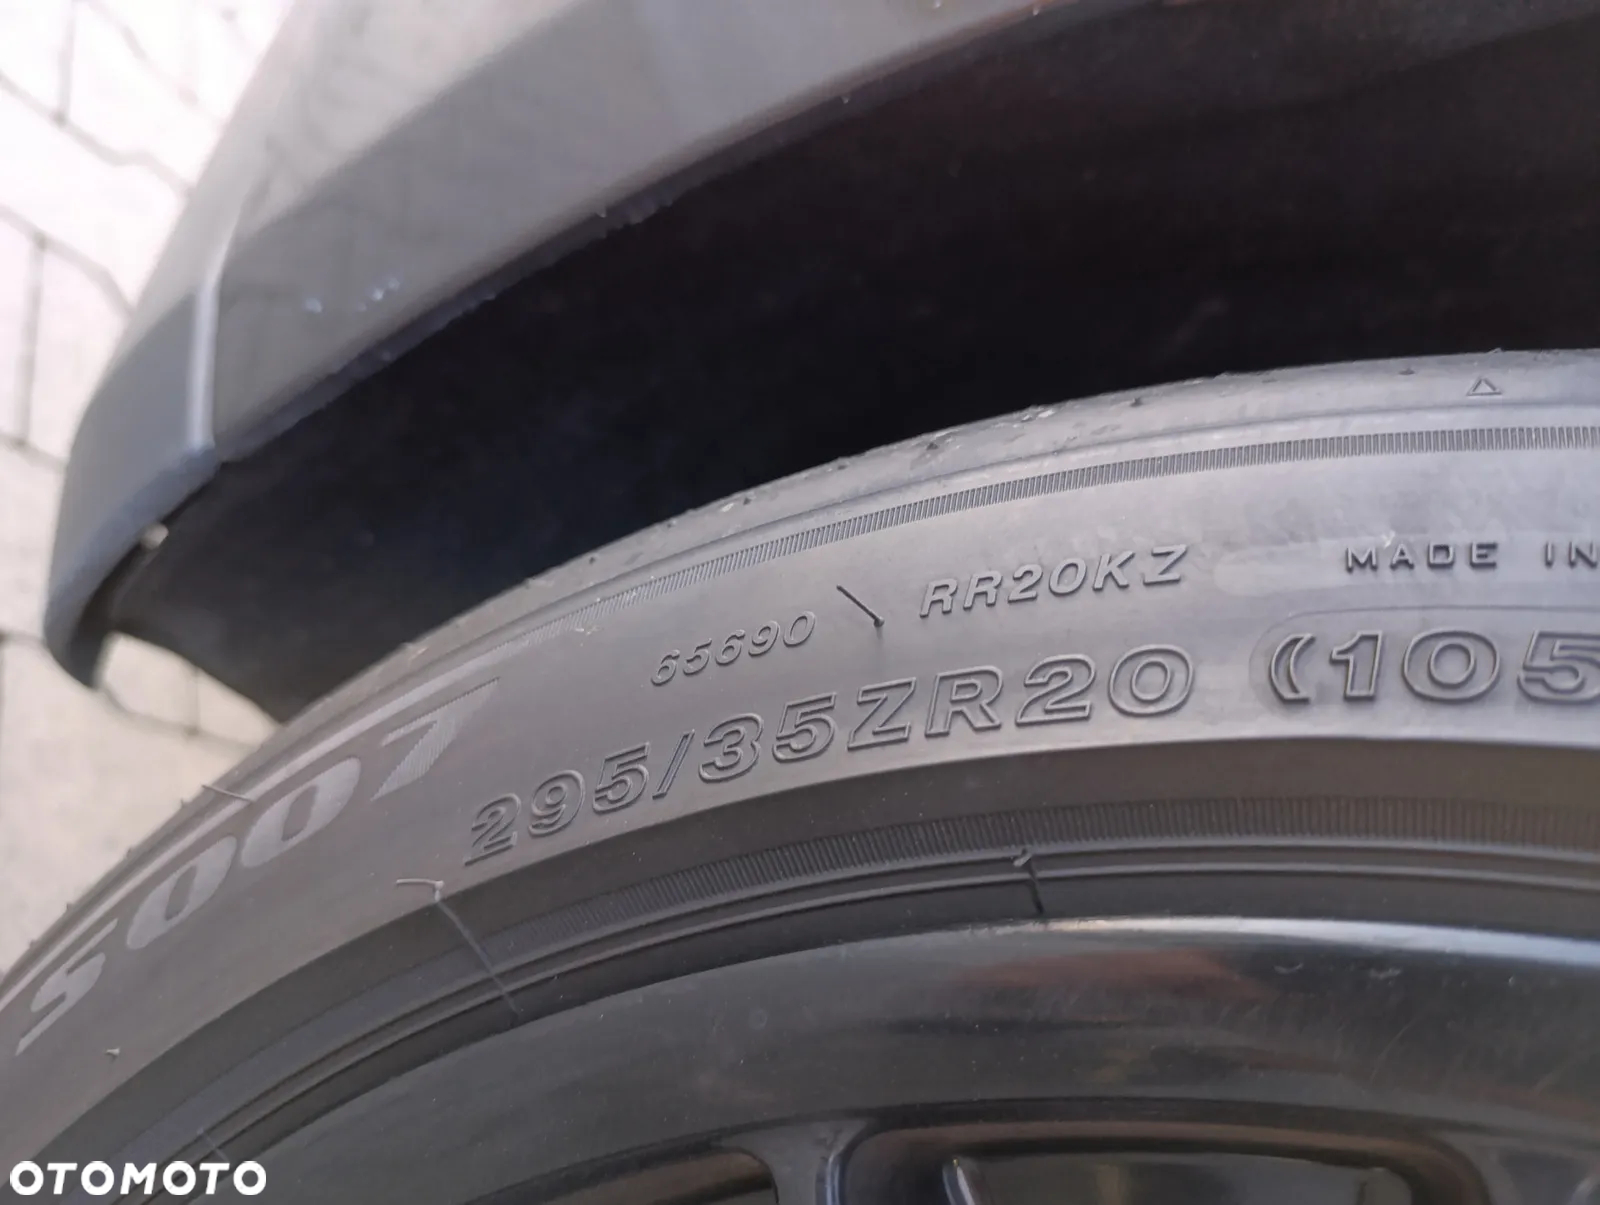 65690 RR20KZ MADE IN
S007 295/35ZR20 (105
OTOMOTO